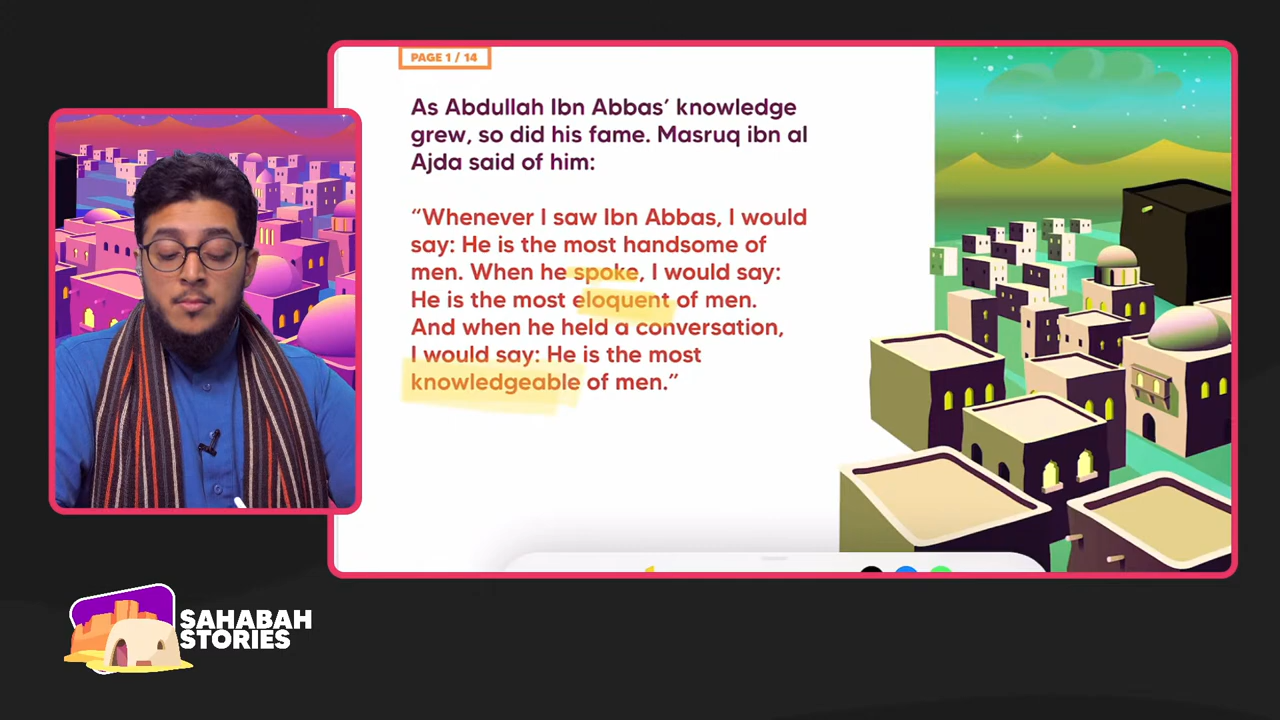 PAGE 1 / 14
As Abdullah Ibn Abbas’ knowledge
grew, so did his fame. Masruq ibn al
Ajda said of him:
“Whenever I saw Ibn Abbas, I would
say: He is the most handsome of
men. When he spoke, I would say:
He is the most eloquent of men.
And when he held a conversation,
I would say: He is the most
knowledgeable of men.”
SAHABAH
STORIES